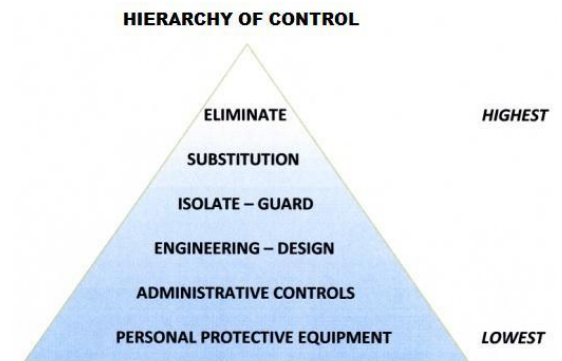 HIERARCHY OF CONTROL
ELIMINATE HIGHEST
SUBSTITUTION
ISOLATE – GUARD
ENGINEERING – DESIGN
ADMINISTRATIVE CONTROLS
PERSONAL PROTECTIVE EQUIPMENT LOWEST